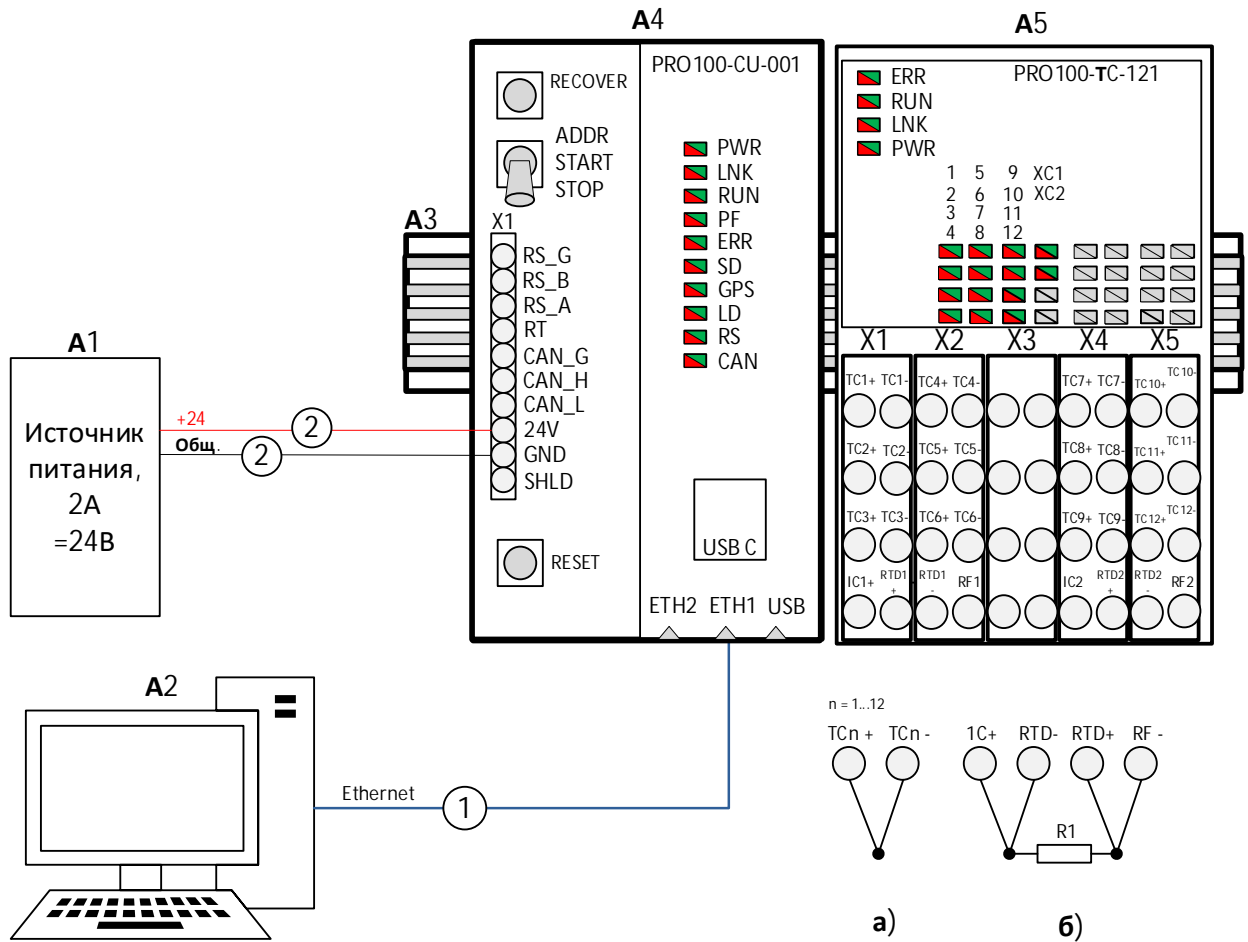 A4
A5
PRO100-CU-001
RECOVER
ADDR
START
STOP
PWR
LNK
RUN
PF
ERR
SD
GPS
LD
RS
CAN
A3
X1
RS_G
RS_B
RS_A
RT
CAN_G
CAN_H
CAN_L
24V
GND
SHLD
RESET
USB C
ETH2 ETH1 USB
PRO100-TC-121
ERR
RUN
LNK
PWR
1 5 9 XC1
2 6 10 XC2
3 7 11
4 8 12
X1 X2 X3 X4 X5
TC1+ TC1- TC4+ TC4- TC7+ TC7- TC10+ TC10-
TC2+ TC2- TC5+ TC5- TC8+ TC8- TC11+ TC11-
TC3+ TC3- TC6+ TC6- TC9+ TC9- TC12+ TC12-
IC1+ RTD1+ RTD1- RF1 IC2 RTD2+ RTD2- RF2
A1
Источник
питания,
2А
=24В
+24
Общ.
2
2
A2
Ethernet
1
n = 1...12
TCn + TCn -
а)
1C+ RTD- RTD+ RF -
R1
б)